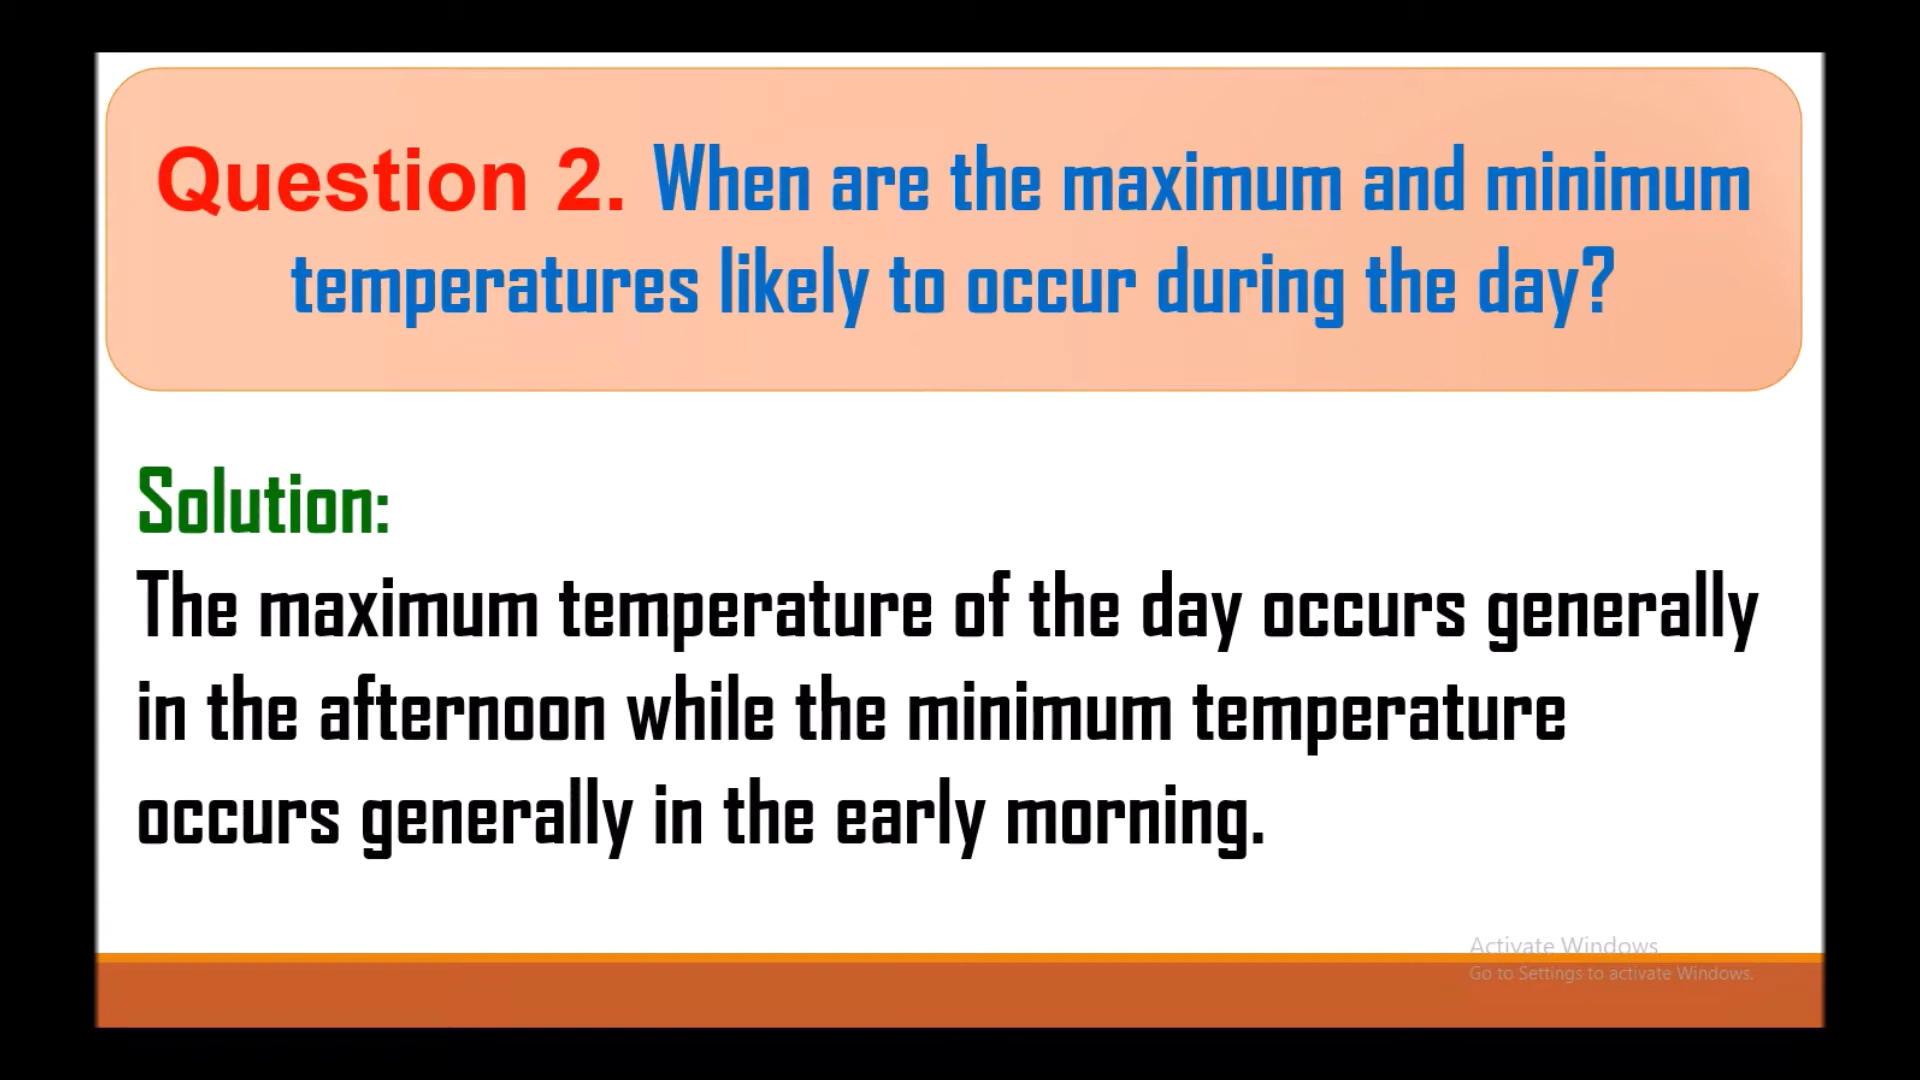 Question 2. When are the maximum and minimum
temperatures likely to occur during the day?
Solution:
The maximum temperature of the day occurs generally
in the afternoon while the minimum temperature
occurs generally in the early morning.
Activate Windows
Go to Settings to activate Windows.